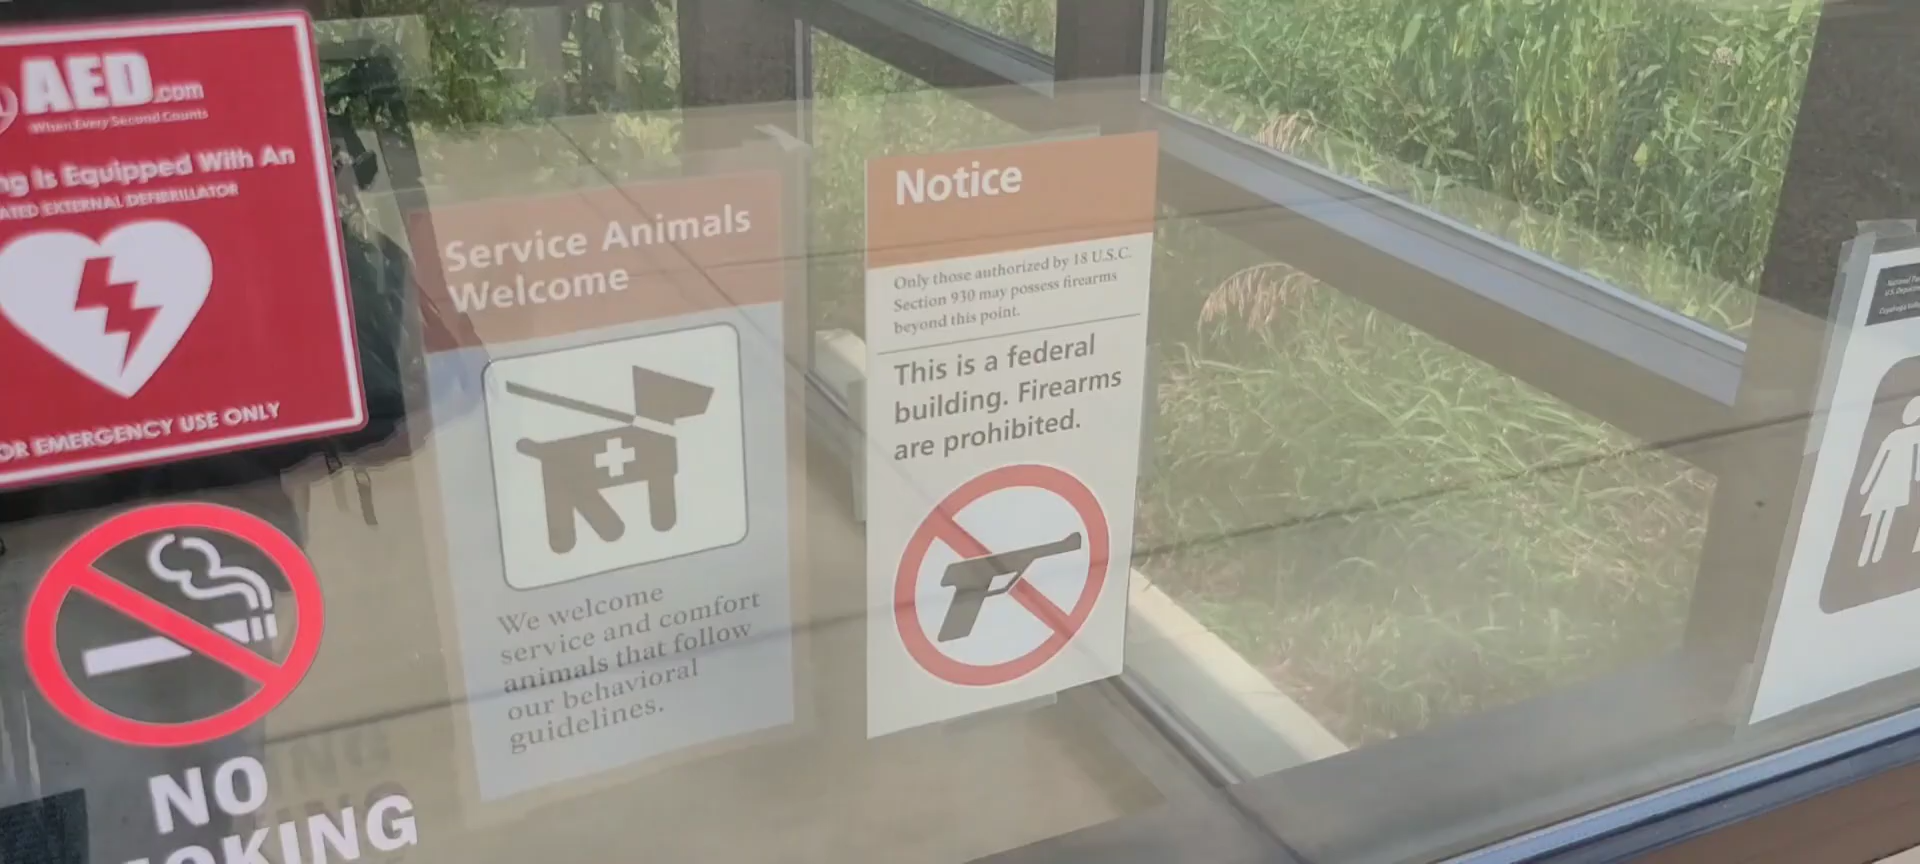 AED.com
When Every Second Counts
Is Equipped With An
EXTERNAL DEFIBRILLATOR
EMERGENCY USE ONLY
NO
Service Animals
Welcome
We welcome
service and comfort
animals that follow
our behavioral
guidelines.
Notice
Only those authorized by 18 U.S.C.
Section 930 may possess firearms
beyond this point.
This is a federal
building. Firearms
are prohibited.